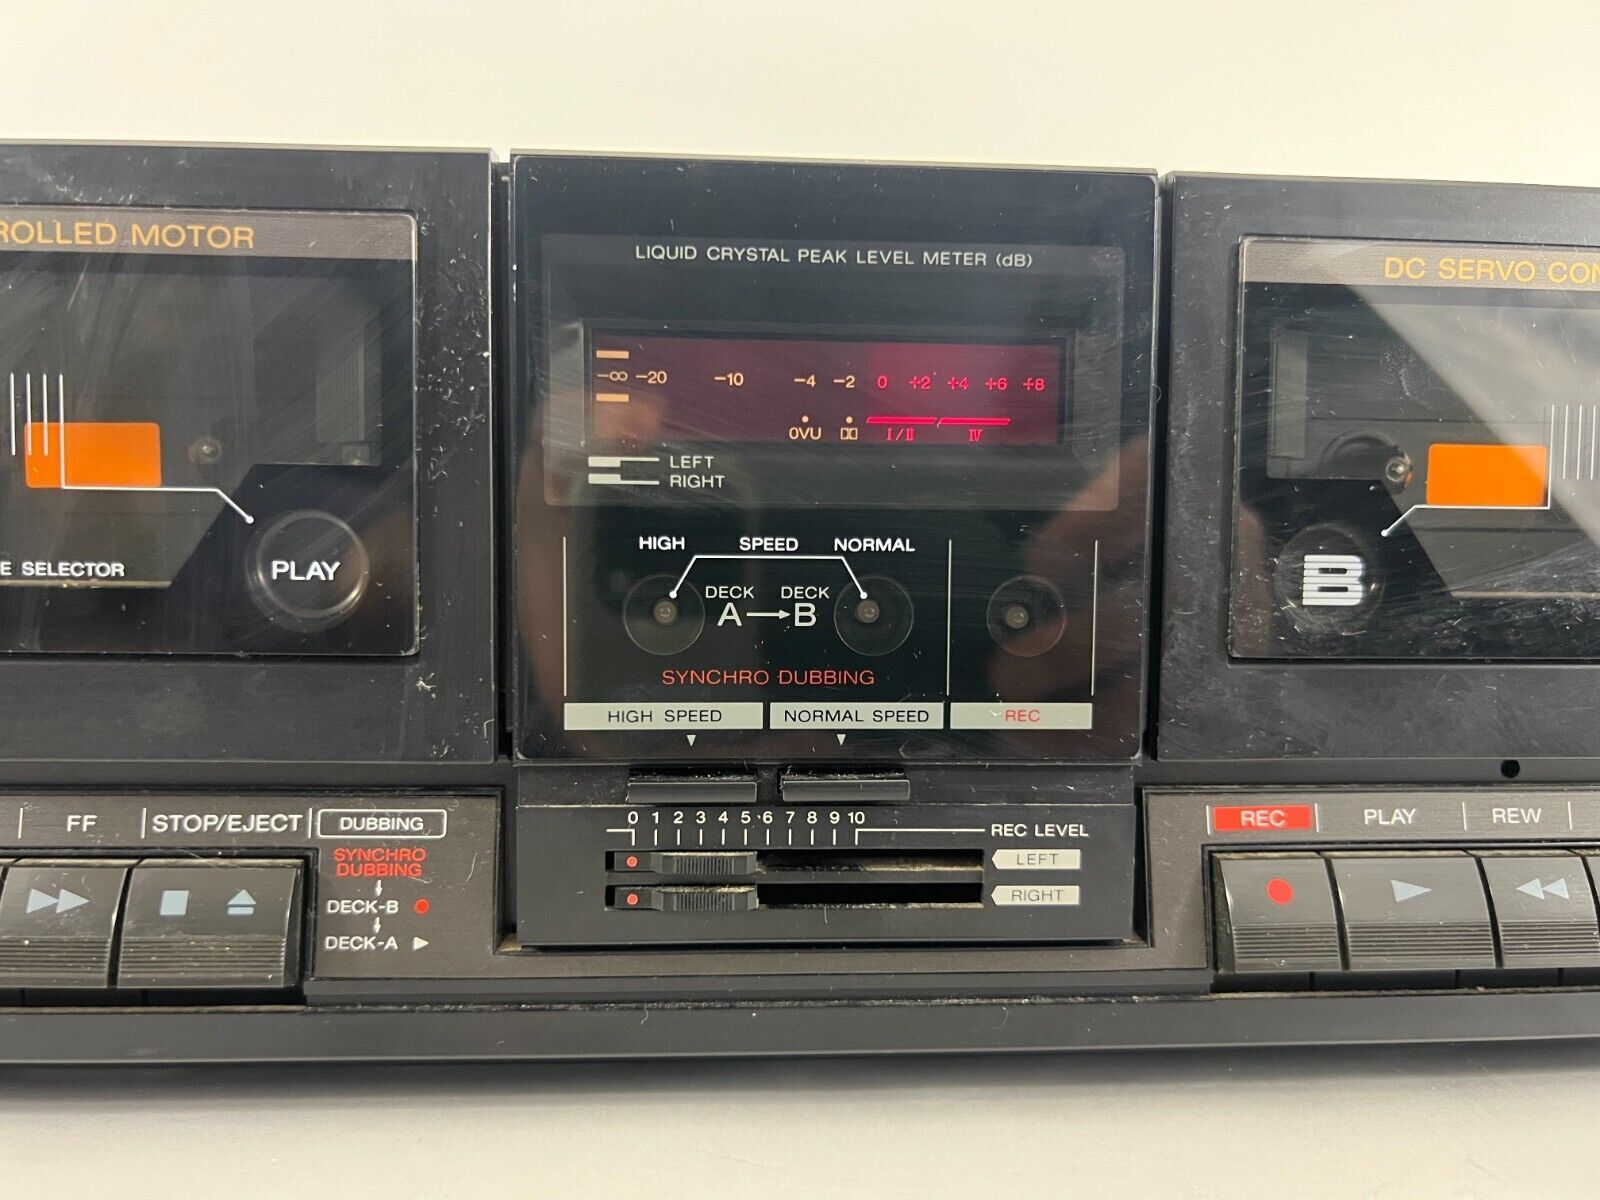 ROLLED MOTOR
E SELECTOR
PLAY
LIQUID CRYSTAL PEAK LEVEL METER (dB)
-∞ -20 -10 -4 -2 0 +2 +4 +6 +8
0VU I/II IV
LEFT
RIGHT
HIGH SPEED NORMAL
DECK DECK
A→B
SYNCHRO DUBBING
HIGH SPEED NORMAL SPEED REC
DC SERVO CON
B
FF STOP/EJECT DUBBING
SYNCHRO
DUBBING
DECK-B
DECK-A
0 1 2 3 4 5 6 7 8 9 10
REC LEVEL
LEFT
RIGHT
REC PLAY REW